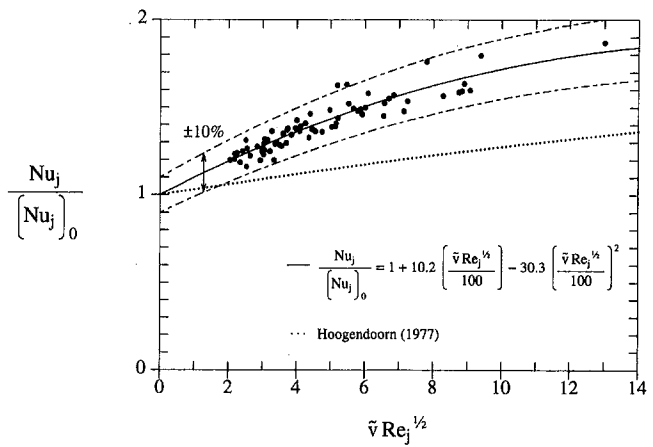 2
±10%
Nu_j / [Nu_j]_0
1
— Nu_j / [Nu_j]_0 = 1 + 10.2 (ṽ Re_j^½ / 100) − 30.3 (ṽ Re_j^½ / 100)^2
···· Hoogendoorn (1977)
0
0 2 4 6 8 10 12 14
ṽ Re_j^½